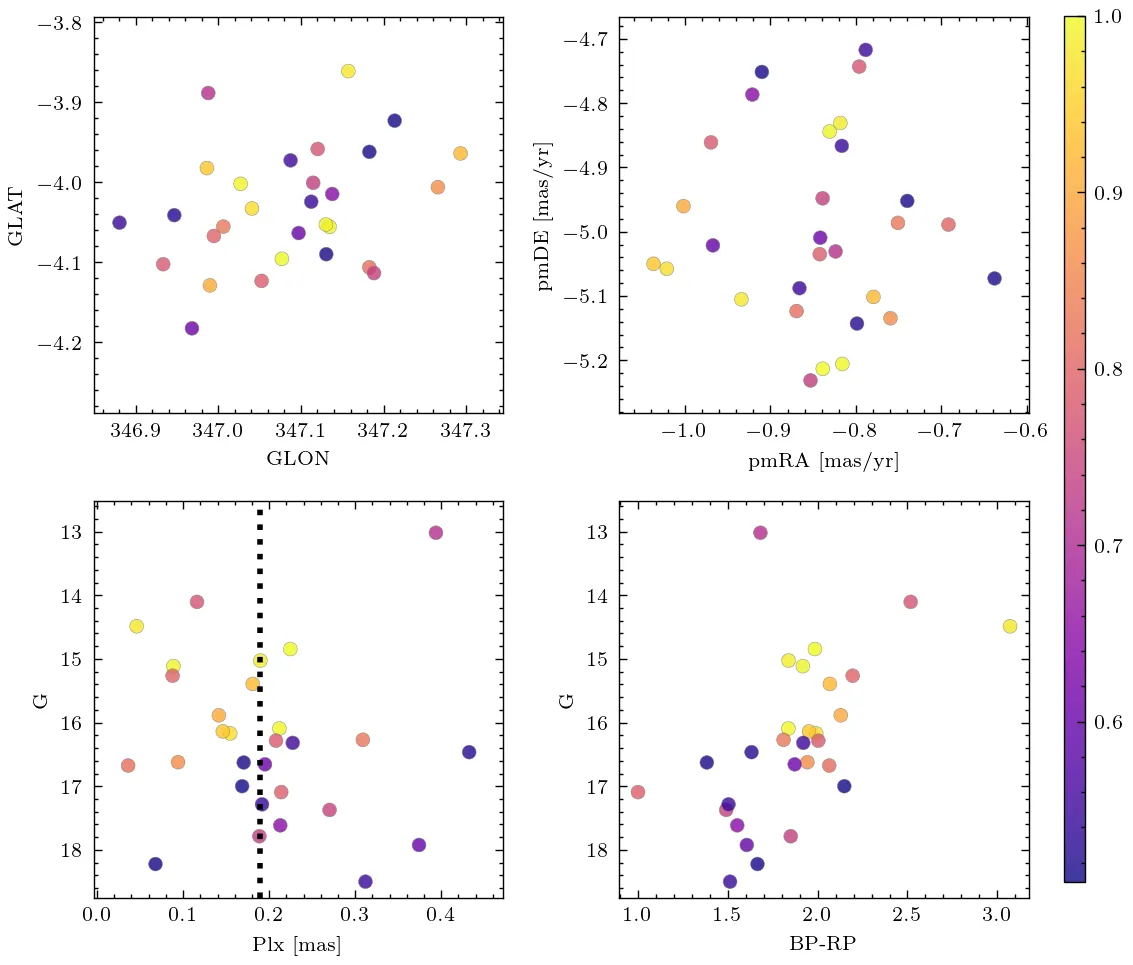 −3.8
−3.9
−4.0
−4.1
−4.2
GLAT
346.9 347.0 347.1 347.2 347.3
GLON
−4.7
−4.8
−4.9
−5.0
−5.1
−5.2
pmDE [mas/yr]
−1.0 −0.9 −0.8 −0.7 −0.6
pmRA [mas/yr]
1.0
0.9
0.8
0.7
0.6
13
14
15
16
17
18
G
0.0 0.1 0.2 0.3 0.4
Plx [mas]
13
14
15
16
17
18
G
1.0 1.5 2.0 2.5 3.0
BP-RP